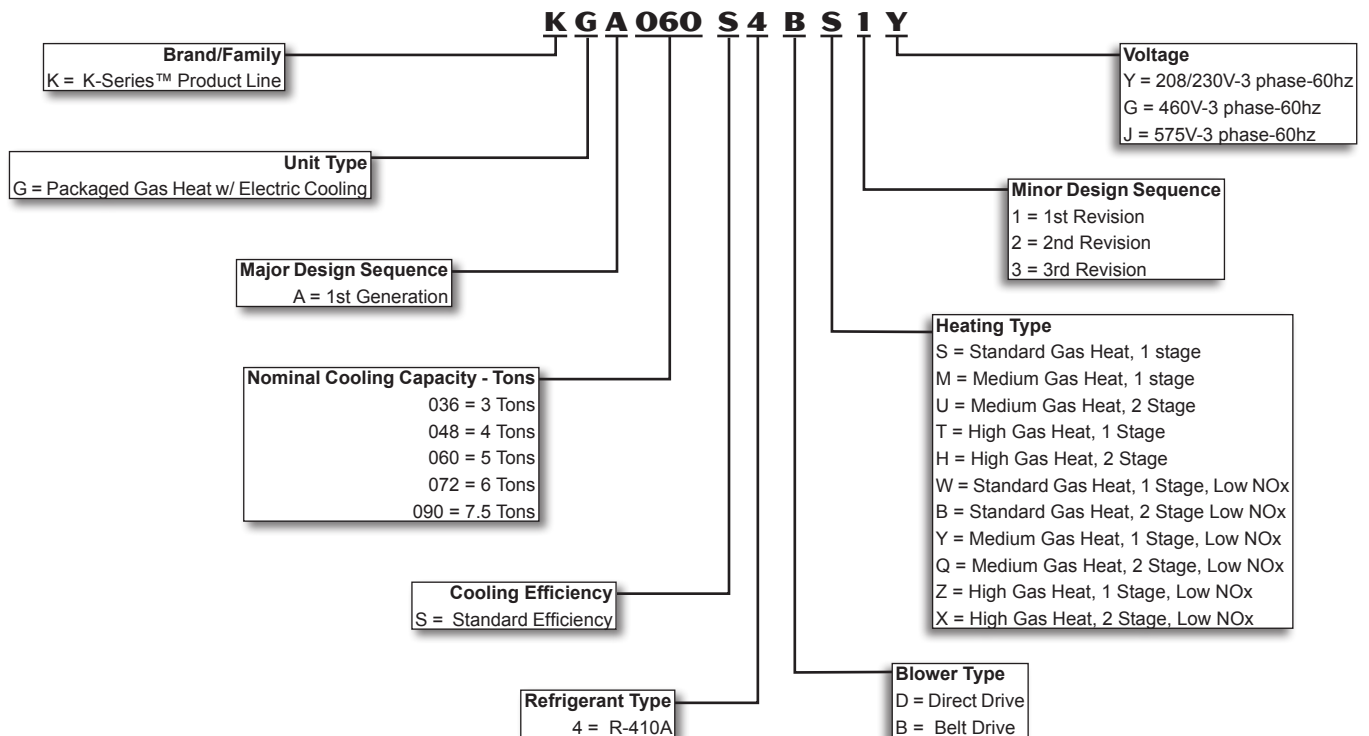 K G A 060 S 4 B S 1 Y
Brand/Family
K = K-Series™ Product Line
Unit Type
G = Packaged Gas Heat w/ Electric Cooling
Major Design Sequence
A = 1st Generation
Nominal Cooling Capacity - Tons
036 = 3 Tons
048 = 4 Tons
060 = 5 Tons
072 = 6 Tons
090 = 7.5 Tons
Cooling Efficiency
S = Standard Efficiency
Refrigerant Type
4 = R-410A
Voltage
Y = 208/230V-3 phase-60hz
G = 460V-3 phase-60hz
J = 575V-3 phase-60hz
Minor Design Sequence
1 = 1st Revision
2 = 2nd Revision
3 = 3rd Revision
Heating Type
S = Standard Gas Heat, 1 stage
M = Medium Gas Heat, 1 stage
U = Medium Gas Heat, 2 Stage
T = High Gas Heat, 1 Stage
H = High Gas Heat, 2 Stage
W = Standard Gas Heat, 1 Stage, Low NOx
B = Standard Gas Heat, 2 Stage Low NOx
Y = Medium Gas Heat, 1 Stage, Low NOx
Q = Medium Gas Heat, 2 Stage, Low NOx
Z = High Gas Heat, 1 Stage, Low NOx
X = High Gas Heat, 2 Stage, Low NOx
Blower Type
D = Direct Drive
B = Belt Drive